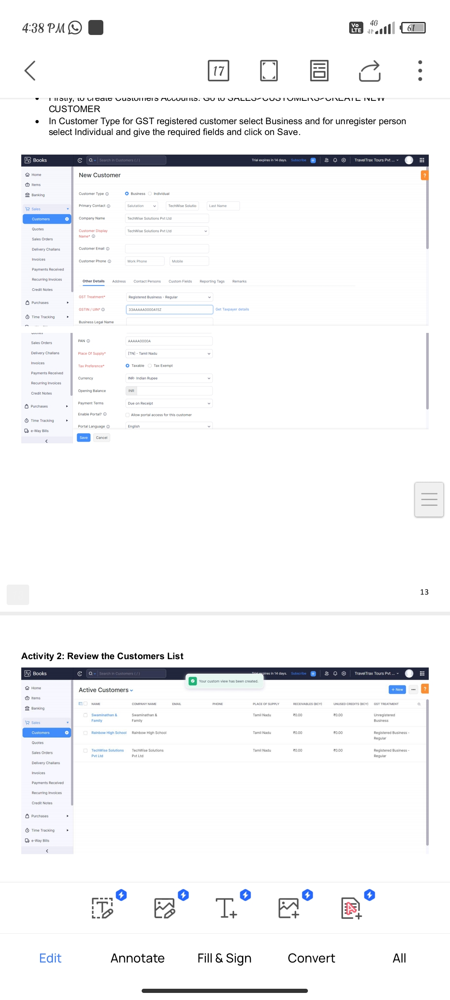 4:38 PM
Vo LTE
4G
61
17
Firstly, to create Customers Accounts: Go to SALES>CUSTOMERS>CREATE NEW
CUSTOMER
In Customer Type for GST registered customer select Business and for unregister person
select Individual and give the required fields and click on Save.
Books
Search in Customers ( / )
Trial expires in 14 days. Subscribe
TravelTrax Tours Pvt ...
Home
Items
Banking
Sales
Customers
Quotes
Sales Orders
Delivery Challans
Invoices
Payments Received
Recurring Invoices
Credit Notes
Purchases
Time Tracking
New Customer
?
Customer Type Business Individual
Primary Contact Salutation TechWise Solutio Last Name
Company Name TechWise Solutions Pvt Ltd
Customer Display
Name* TechWise Solutions Pvt Ltd
Customer Email
Customer Phone Work Phone Mobile
Other Details Address Contact Persons Custom Fields Reporting Tags Remarks
GST Treatment* Registered Business - Regular
GSTIN / UIN* 33AAAAA0000A15Z Get Taxpayer details
Business Legal Name
Quotes
Sales Orders
Delivery Challans
Invoices
Payments Received
Recurring Invoices
Credit Notes
Purchases
Time Tracking
e-Way Bills
PAN AAAAA0000A
Place Of Supply* [TN] - Tamil Nadu
Tax Preference* Taxable Tax Exempt
Currency INR- Indian Rupee
Opening Balance INR
Payment Terms Due on Receipt
Enable Portal? Allow portal access for this customer
Portal Language English
Save Cancel
13
Activity 2: Review the Customers List
Books
Search in Customers ( / )
Trial expires in 14 days. Subscribe
TravelTrax Tours Pvt ...
Your custom view has been created.
Home
Items
Banking
Sales
Customers
Quotes
Sales Orders
Delivery Challans
Invoices
Payments Received
Recurring Invoices
Credit Notes
Purchases
Time Tracking
e-Way Bills
Active Customers
+ New
?
NAME COMPANY NAME EMAIL PHONE PLACE OF SUPPLY RECEIVABLES (BCY) UNUSED CREDITS (BCY) GST TREATMENT
Swaminathan & Swaminathan & Tamil Nadu ₹0.00 ₹0.00 Unregistered
Family Family Business
Rainbow High School Rainbow High School Tamil Nadu ₹0.00 ₹0.00 Registered Business -
Regular
TechWise Solutions TechWise Solutions Tamil Nadu ₹0.00 ₹0.00 Registered Business -
Pvt Ltd Pvt Ltd Regular
Edit Annotate Fill & Sign Convert All